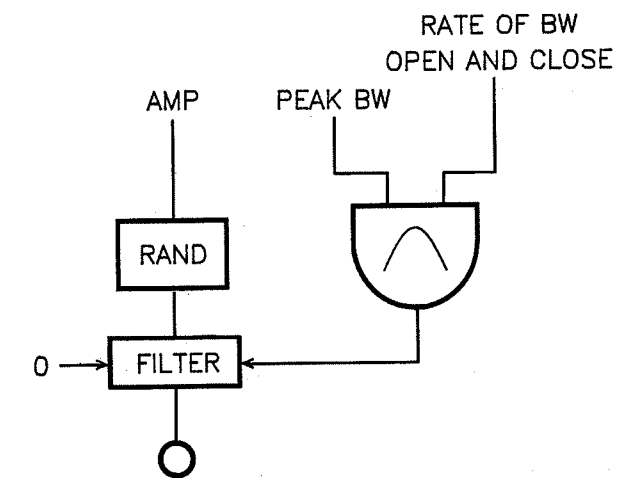 RATE OF BW
OPEN AND CLOSE
AMP
PEAK BW
RAND
0
FILTER